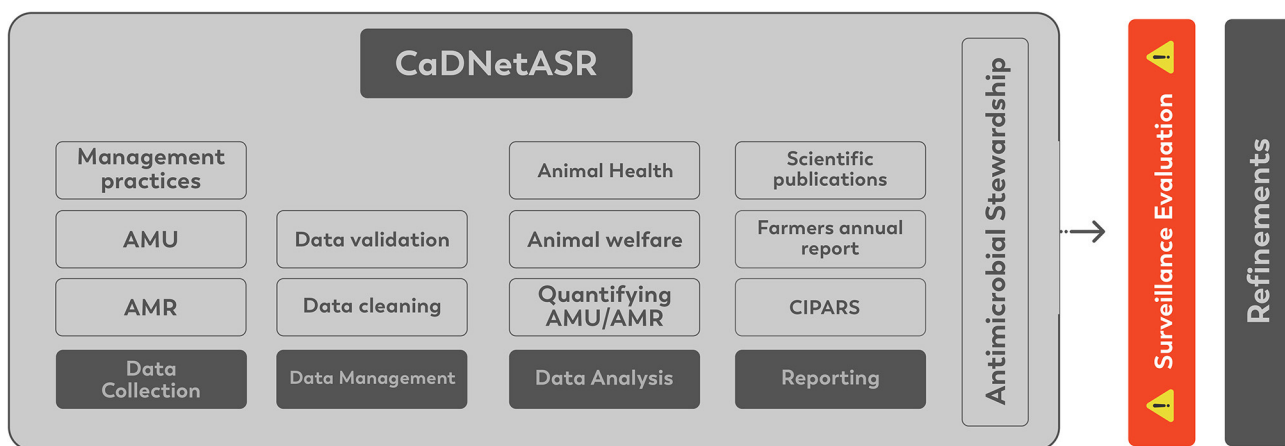 CaDNetASR
Management
practices
AMU
AMR
Data
Collection
Data validation
Data cleaning
Data Management
Animal Health
Animal welfare
Quantifying
AMU/AMR
Data Analysis
Scientific
publications
Farmers annual
report
CIPARS
Reporting
Antimicrobial Stewardship
Surveillance Evaluation
Refinements